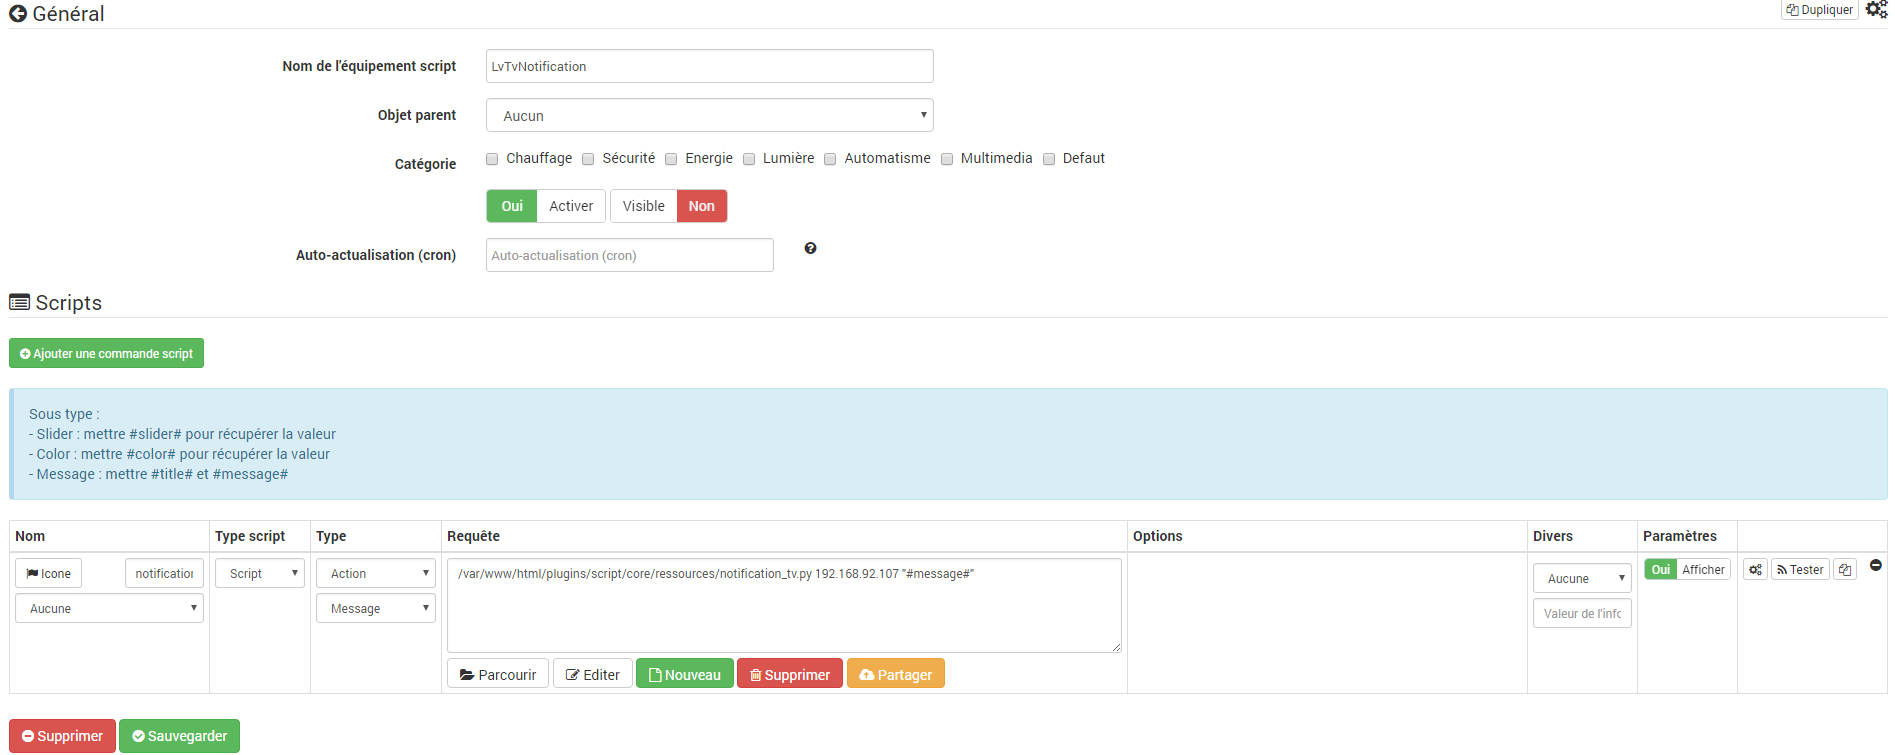 Général
Dupliquer
Nom de l'équipement script
LvTvNotification
Objet parent
Aucun
Catégorie
Chauffage Sécurité Energie Lumière Automatisme Multimedia Defaut
Oui Activer Visible Non
Auto-actualisation (cron)
Auto-actualisation (cron)
Scripts
Ajouter une commande script
Sous type :
- Slider : mettre #slider# pour récupérer la valeur
- Color : mettre #color# pour récupérer la valeur
- Message : mettre #title# et #message#
Nom Type script Type Requête Options Divers Paramètres
Icone notification Script Action /var/www/html/plugins/script/core/ressources/notification_tv.py 192.168.92.107 "#message#" Aucune Oui Afficher Tester
Aucune Message Valeur de l'infc
Parcourir Editer Nouveau Supprimer Partager
Supprimer Sauvegarder